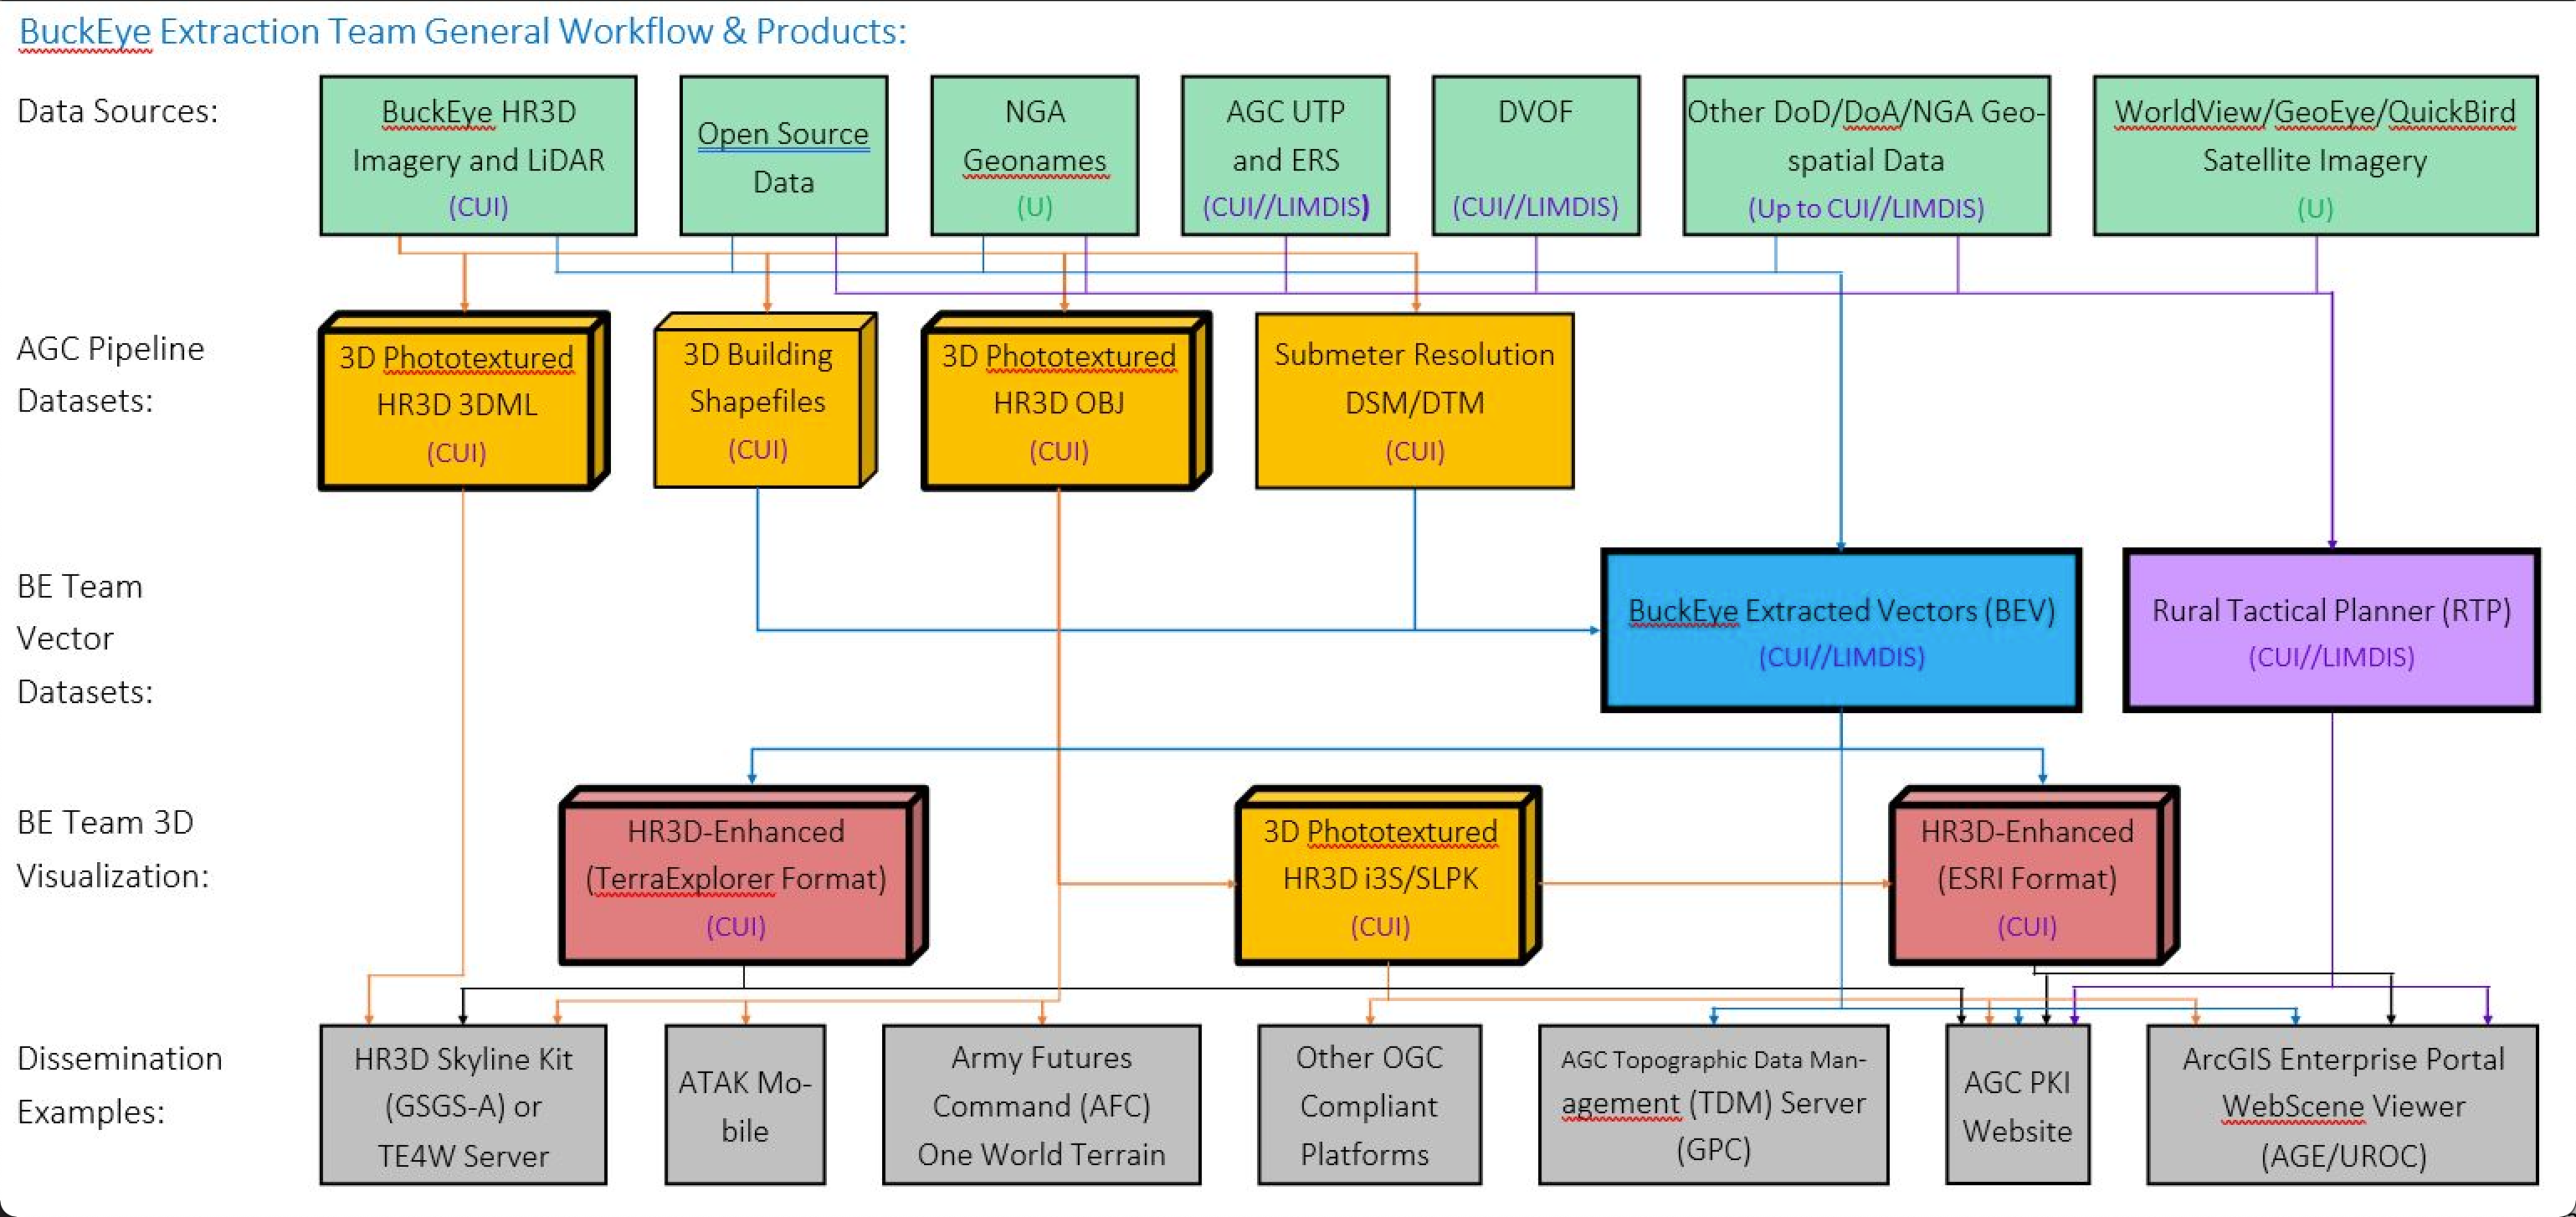 BuckEye Extraction Team General Workflow & Products:
Data Sources:
BuckEye HR3D
Imagery and LiDAR
(CUI)
Open Source
Data
NGA
Geonames
(U)
AGC UTP
and ERS
(CUI//LIMDIS)
DVOF
(CUI//LIMDIS)
Other DoD/DoA/NGA Geo-
spatial Data
(Up to CUI//LIMDIS)
WorldView/GeoEye/QuickBird
Satellite Imagery
(U)
AGC Pipeline
Datasets:
3D Phototextured
HR3D 3DML
(CUI)
3D Building
Shapefiles
(CUI)
3D Phototextured
HR3D OBJ
(CUI)
Submeter Resolution
DSM/DTM
(CUI)
BE Team
Vector
Datasets:
BuckEye Extracted Vectors (BEV)
(CUI//LIMDIS)
Rural Tactical Planner (RTP)
(CUI//LIMDIS)
BE Team 3D
Visualization:
HR3D-Enhanced
(TerraExplorer Format)
(CUI)
3D Phototextured
HR3D i3S/SLPK
(CUI)
HR3D-Enhanced
(ESRI Format)
(CUI)
Dissemination
Examples:
HR3D Skyline Kit
(GSGS-A) or
TE4W Server
ATAK Mo-
bile
Army Futures
Command (AFC)
One World Terrain
Other OGC
Compliant
Platforms
AGC Topographic Data Man-
agement (TDM) Server
(GPC)
AGC PKI
Website
ArcGIS Enterprise Portal
WebScene Viewer
(AGE/UROC)